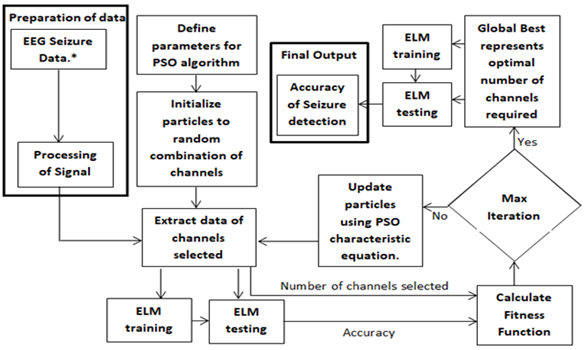 Preparation of data
EEG Seizure
Data.*
Processing
of Signal
Define
parameters for
PSO algorithm
Initialize
particles to
random
combination of
channels
Extract data of
channels
selected
ELM
training
ELM
testing
Number of channels selected
Accuracy
Calculate
Fitness
Function
Max
Iteration
No
Yes
Update
particles
using PSO
characteristic
equation.
Global Best
represents
optimal
number of
channels
required
ELM
training
ELM
testing
Final Output
Accuracy
of Seizure
detection